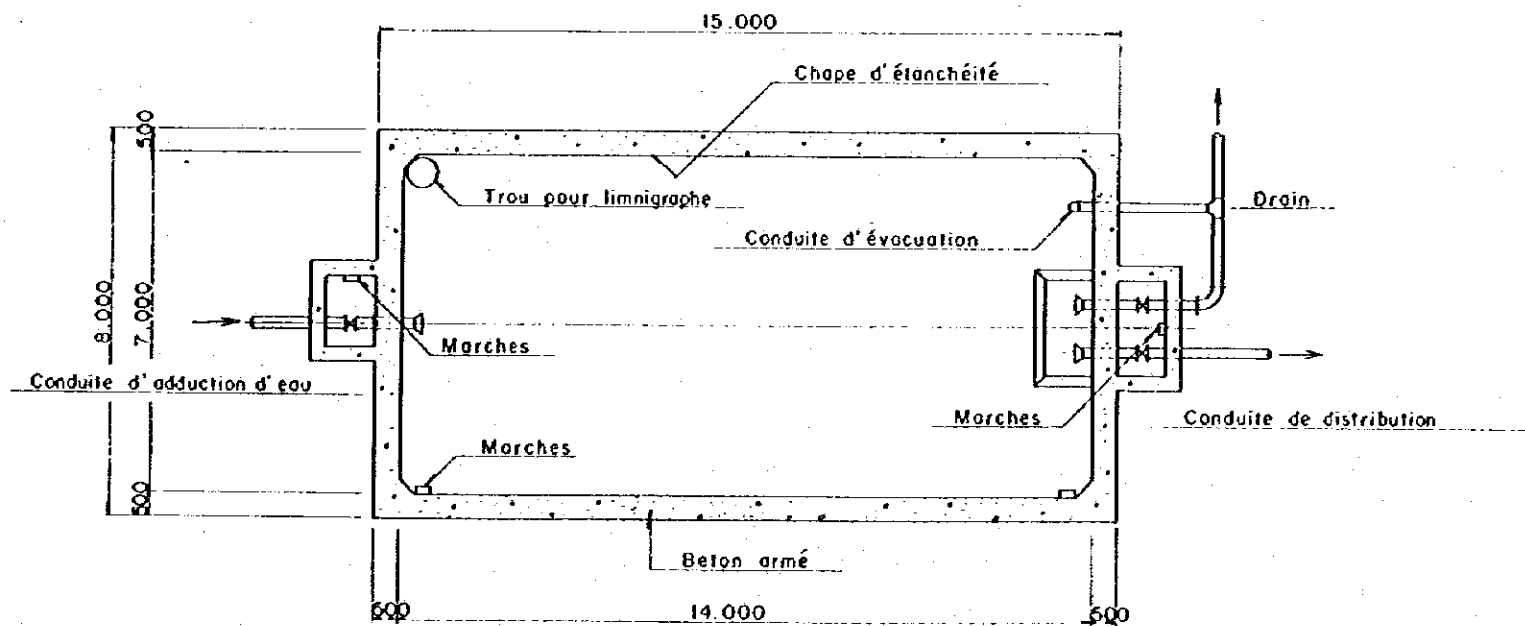 15.000
Chape d'étanchéité
500
Trou pour limnigraphe
Drain
Conduite d'évacuation
8.000
7.000
Marches
Conduite d'adduction d'eau
Marches
Conduite de distribution
Marches
500
Beton armé
500
14.000
500